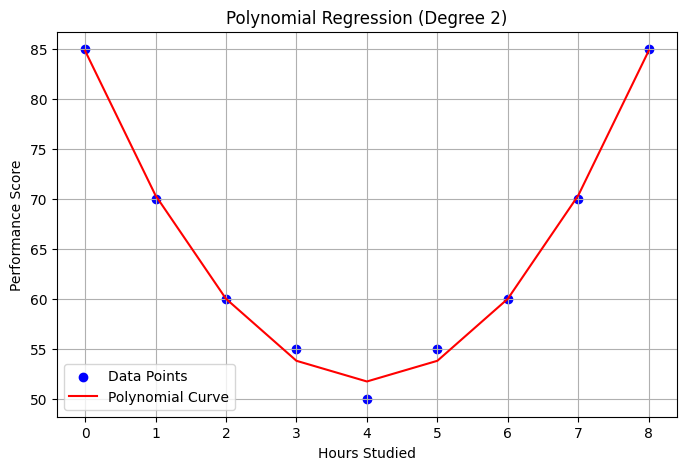 Polynomial Regression (Degree 2)
Performance Score
85
80
75
70
65
60
55
50
Data Points
Polynomial Curve
0 1 2 3 4 5 6 7 8
Hours Studied